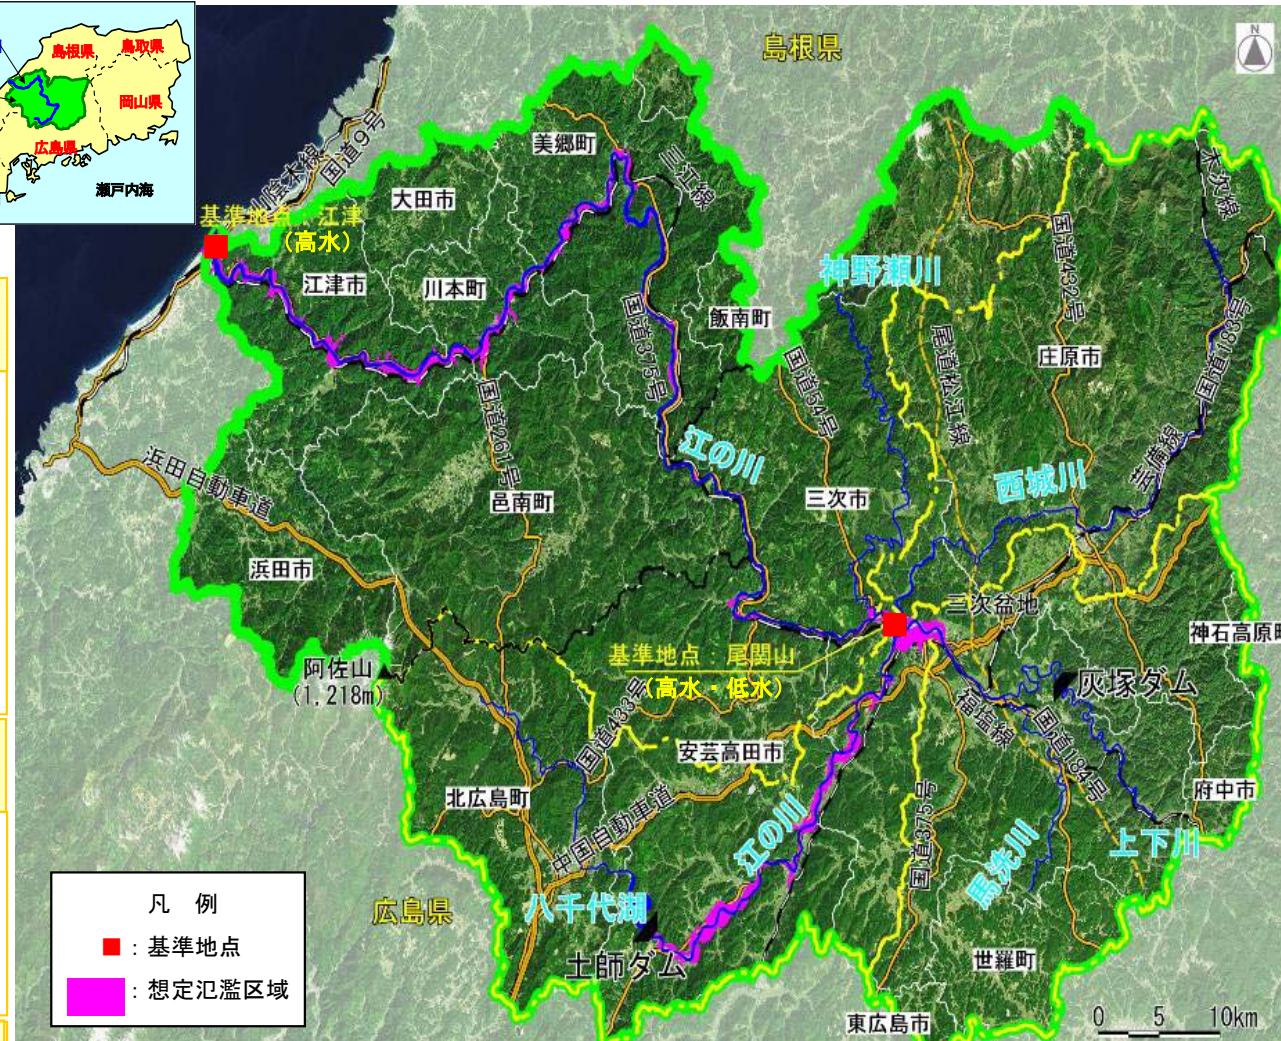 島根県
鳥取県
岡山県
広島県
瀬戸内海
島根県
N
美郷町
三江線
木次線
山陰本線
国道9号
大田市
基準地点：江津
(高水)
国道432号
神野瀬川
江津市
川本町
飯南町
国道375号
国道54号
尾道松江線
庄原市
国道183号
国道261号
江の川
芸備線
浜田自動車道
邑南町
三次市
西城川
浜田市
三次盆地
神石高原町
基準地点：尾関山
(高水・低水)
阿佐山
(1,218m)
灰塚ダム
国道433号
福塩線
国道184号
安芸高田市
北広島町
中国自動車道
府中市
江の川
国道375号
上下川
馬洗川
八千代湖
広島県
土師ダム
世羅町
東広島市
凡 例
：基準地点
：想定氾濫区域
0 5 10km